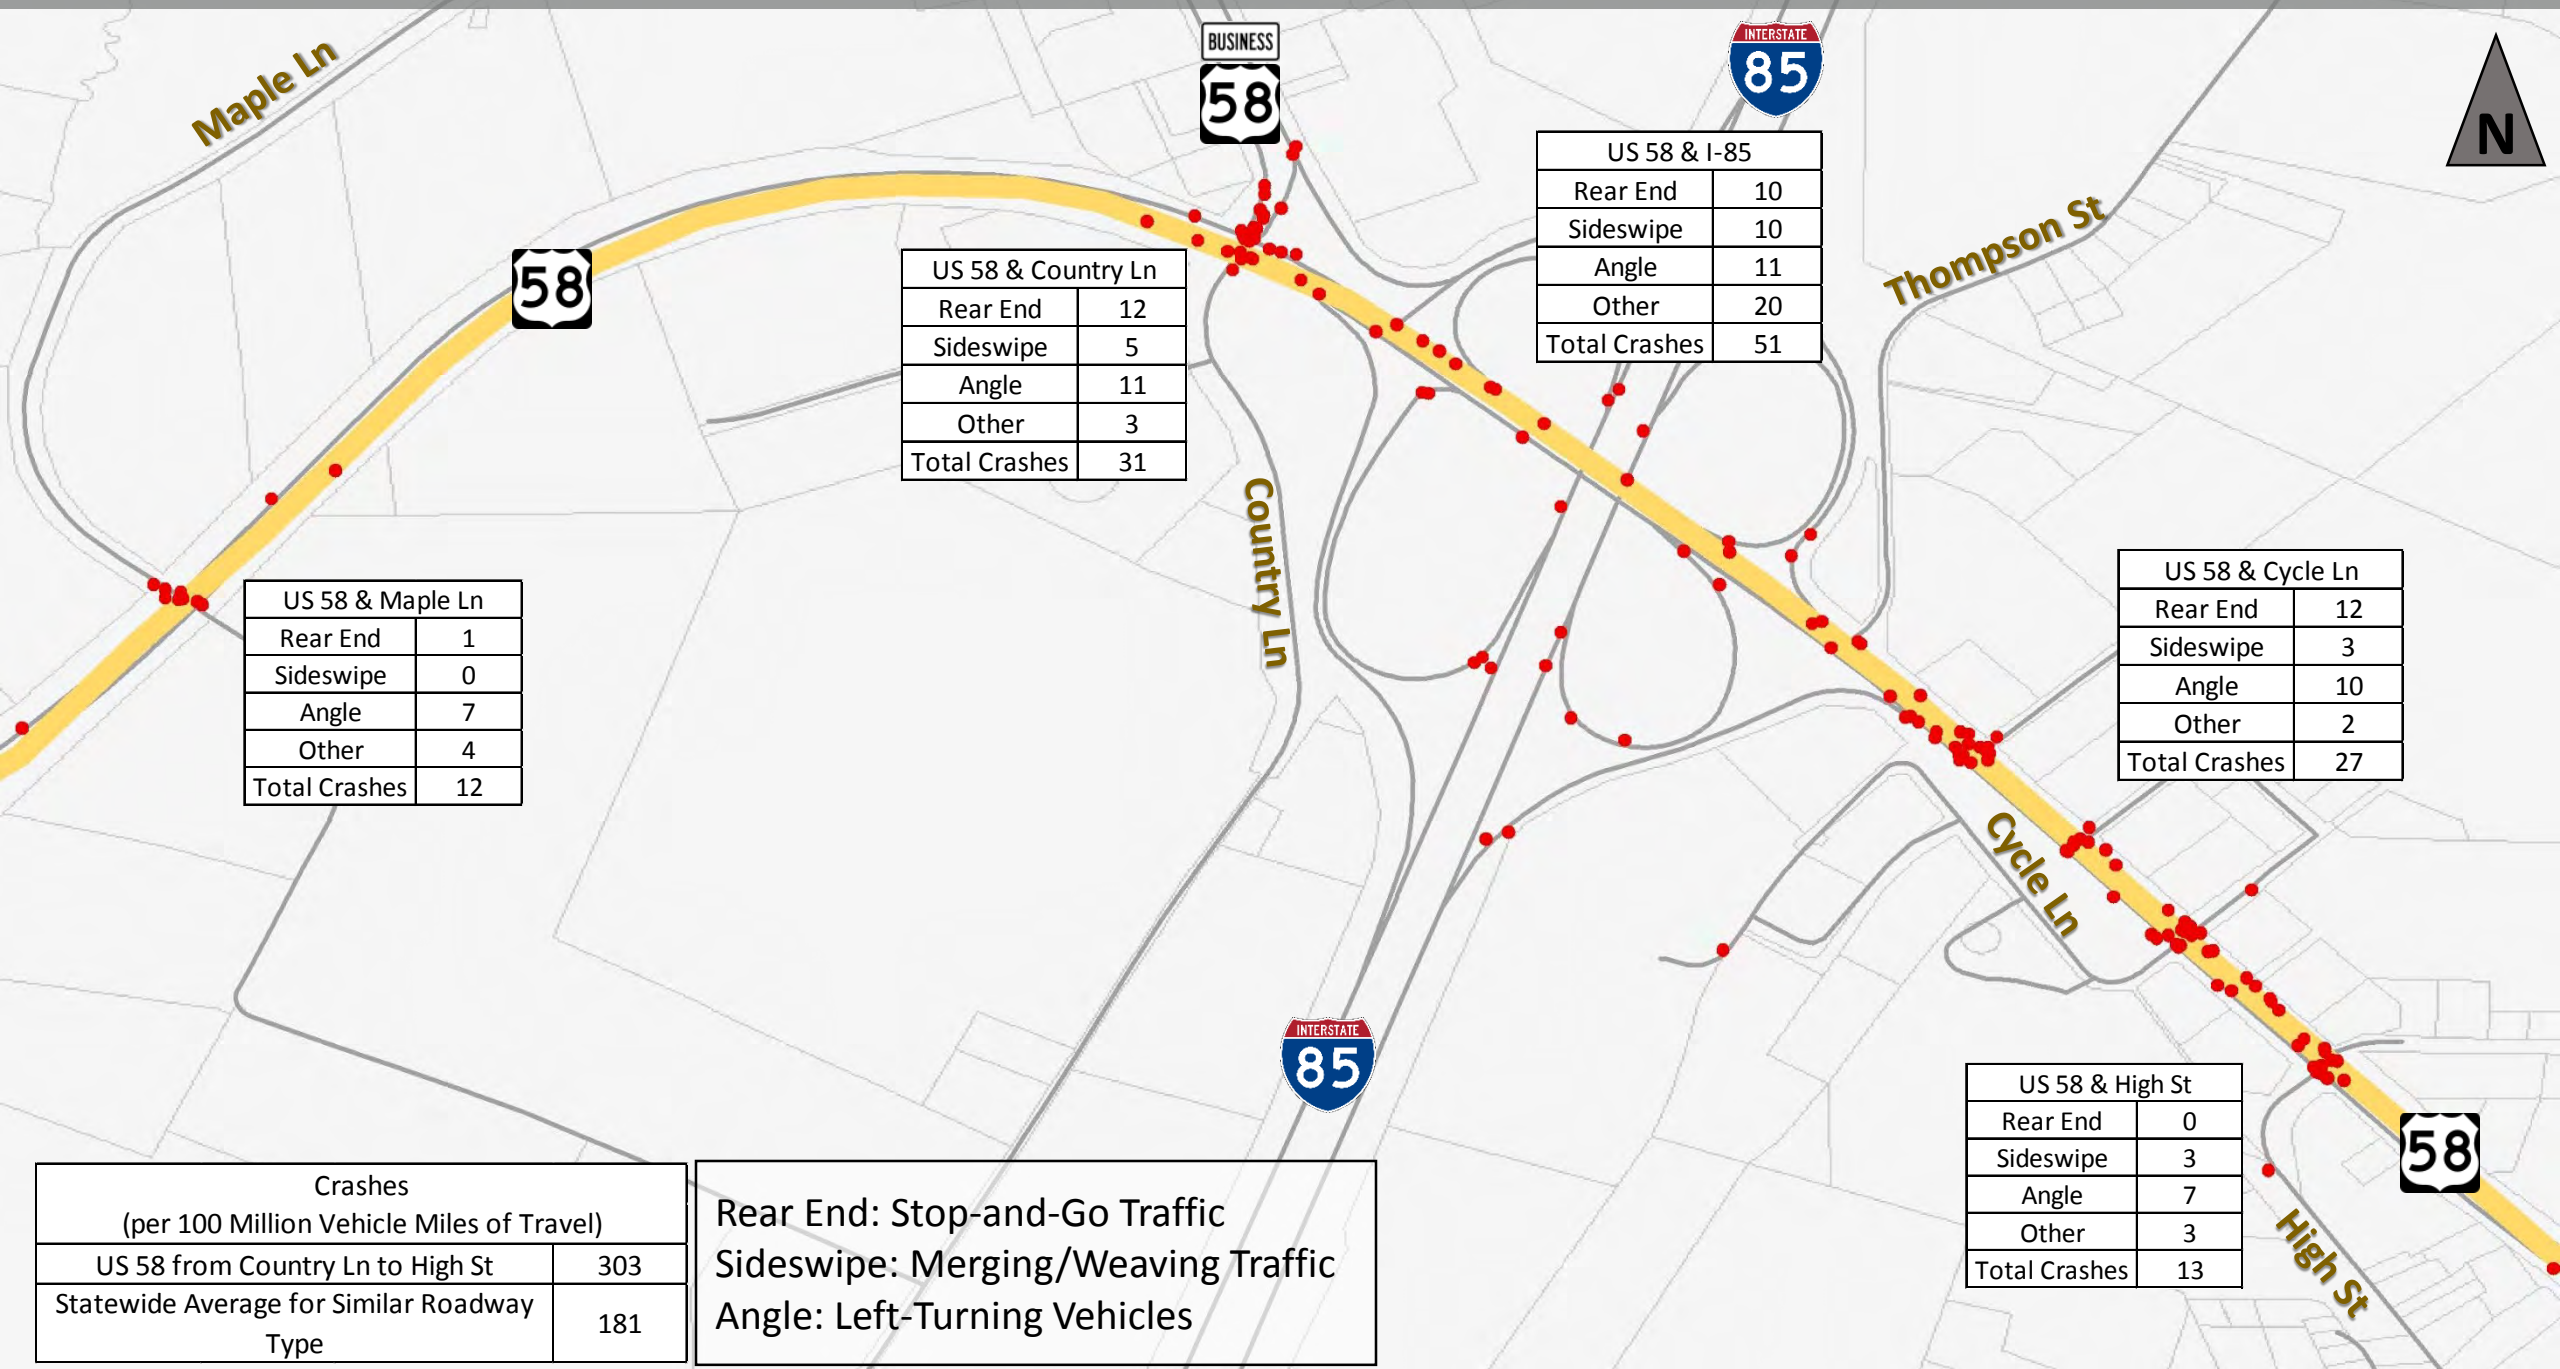 Maple Ln
BUSINESS
58
INTERSTATE
85
N
58
Thompson St
US 58 & I-85
Rear End 10
Sideswipe 10
Angle 11
Other 20
Total Crashes 51
US 58 & Country Ln
Rear End 12
Sideswipe 5
Angle 11
Other 3
Total Crashes 31
Country Ln
US 58 & Maple Ln
Rear End 1
Sideswipe 0
Angle 7
Other 4
Total Crashes 12
US 58 & Cycle Ln
Rear End 12
Sideswipe 3
Angle 10
Other 2
Total Crashes 27
Cycle Ln
INTERSTATE
85
US 58 & High St
Rear End 0
Sideswipe 3
Angle 7
Other 3
Total Crashes 13
58
High St
Crashes
(per 100 Million Vehicle Miles of Travel)
US 58 from Country Ln to High St 303
Statewide Average for Similar Roadway
Type 181
Rear End: Stop-and-Go Traffic
Sideswipe: Merging/Weaving Traffic
Angle: Left-Turning Vehicles